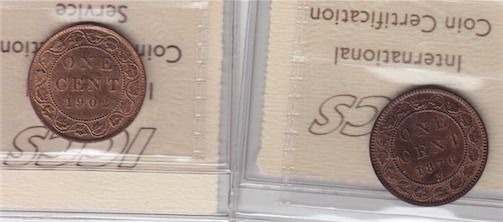 Service
Coin Certification
ICCS
ONE
CENT
1902
Coin Certification
International
ICCS
ONE
CENT
1876
H